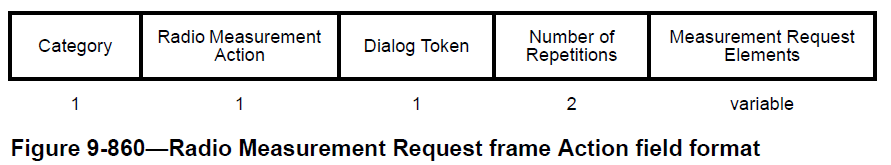 Category
Radio Measurement
Action
Dialog Token
Number of
Repetitions
Measurement Request
Elements
1 1 1 2 variable
Figure 9-860—Radio Measurement Request frame Action field format